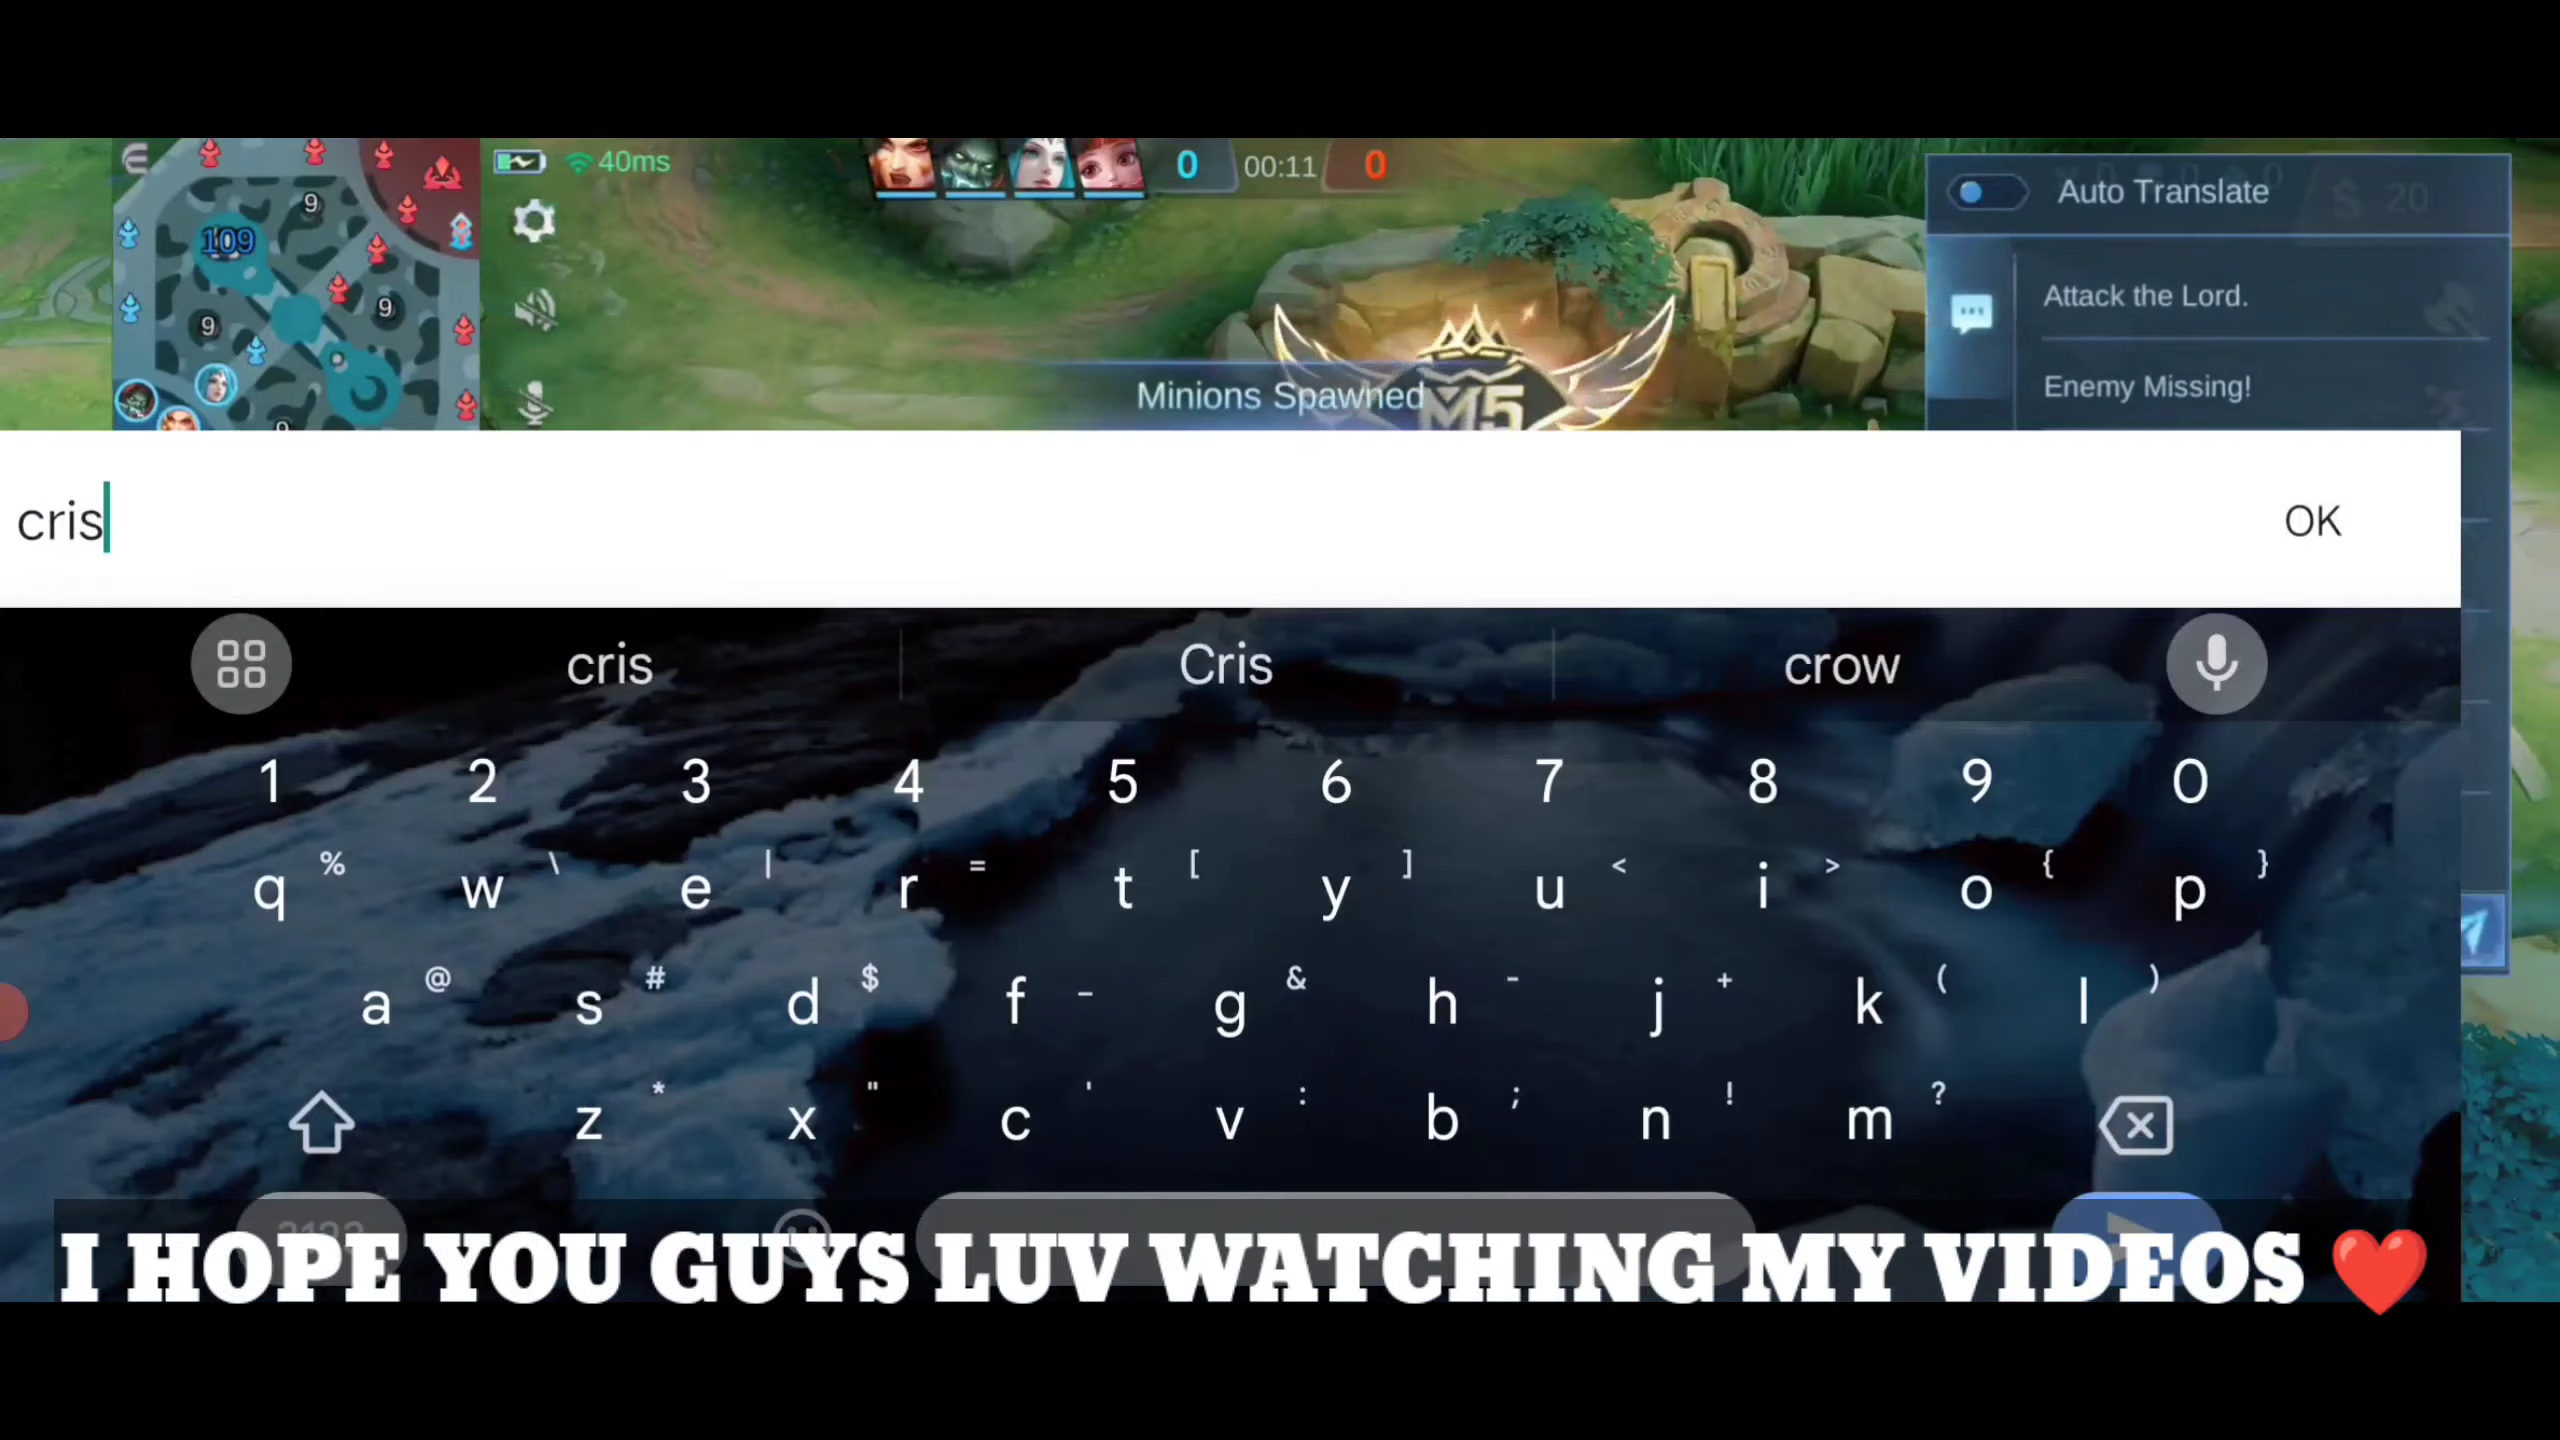 40ms
0 00:11 0
Auto Translate
$ 20
109
9
9
9
Attack the Lord.
Enemy Missing!
Minions Spawned
M5
cris
OK
cris Cris crow
1 2 3 4 5 6 7 8 9 0
q % w \ e | r = t [ y ] u < i > o { p }
a @ s # d $ f _ g & h - j + k ( l )
z * x " c ' v : b ; n ! m ?
I HOPE YOU GUYS LUV WATCHING MY VIDEOS ❤️